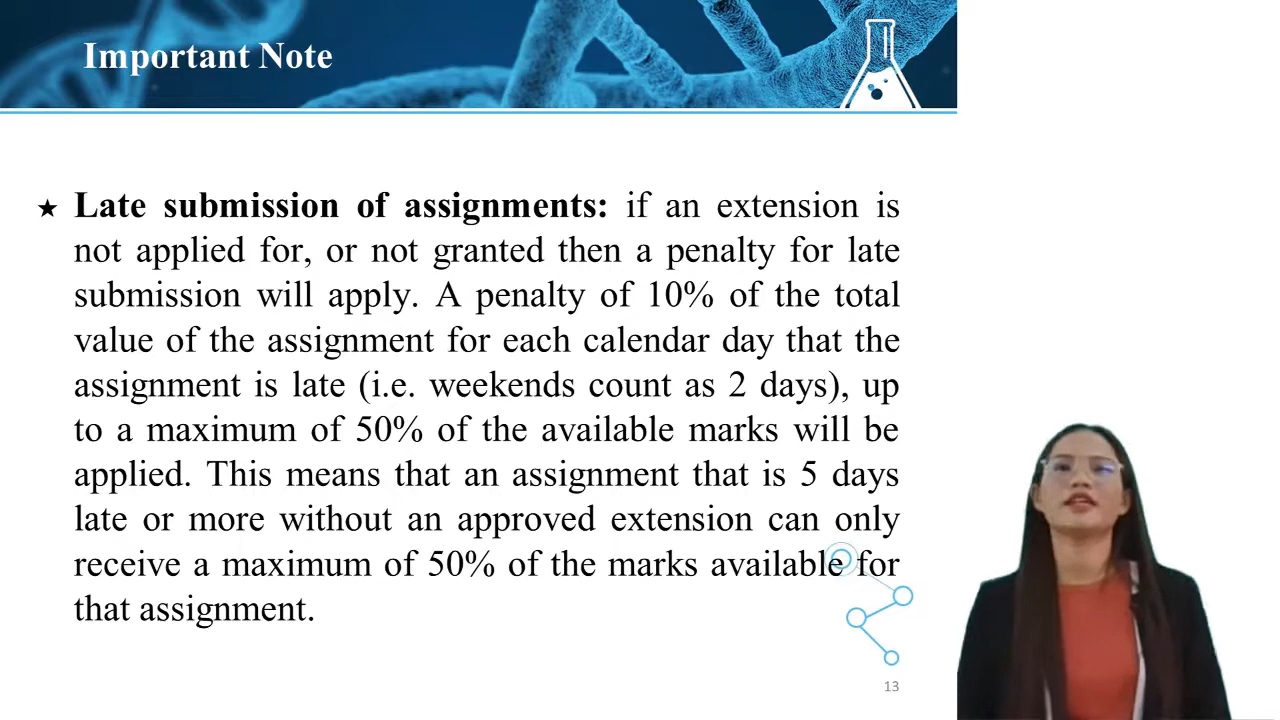 Important Note
★ Late submission of assignments: if an extension is
not applied for, or not granted then a penalty for late
submission will apply. A penalty of 10% of the total
value of the assignment for each calendar day that the
assignment is late (i.e. weekends count as 2 days), up
to a maximum of 50% of the available marks will be
applied. This means that an assignment that is 5 days
late or more without an approved extension can only
receive a maximum of 50% of the marks available for
that assignment.
13